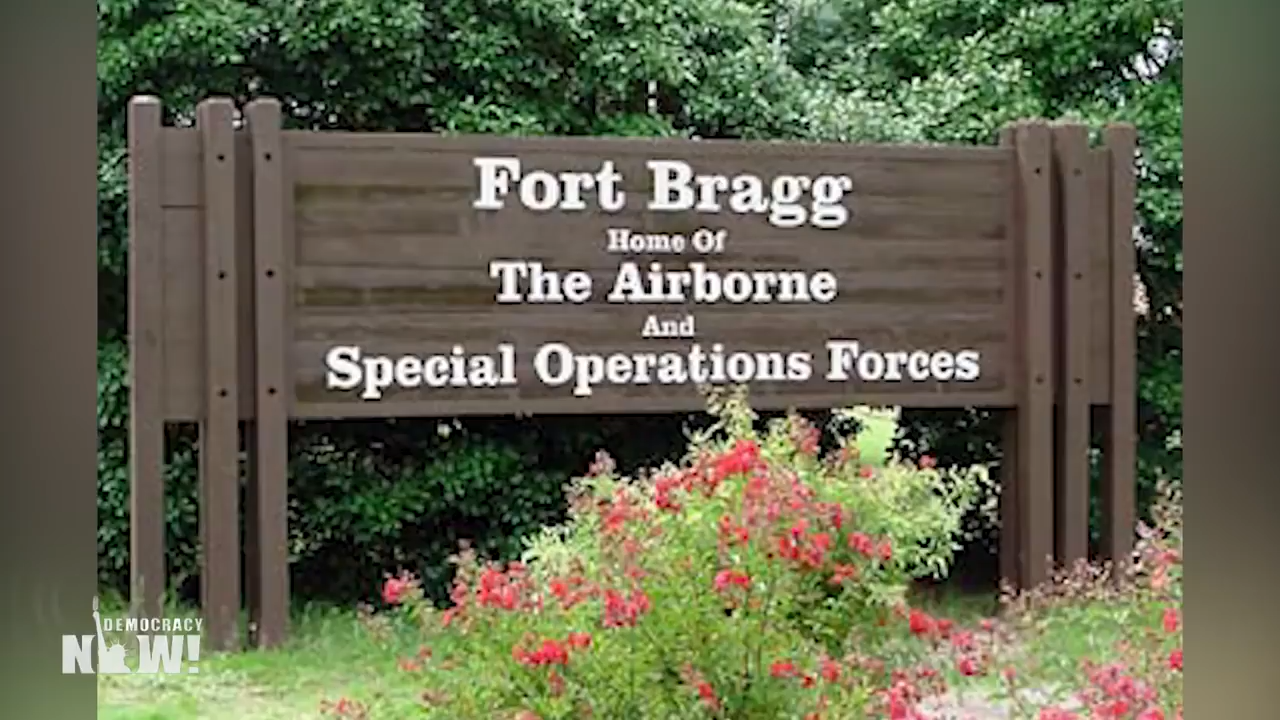 Fort Bragg
Home Of
The Airborne
And
Special Operations Forces
DEMOCRACY
NOW!